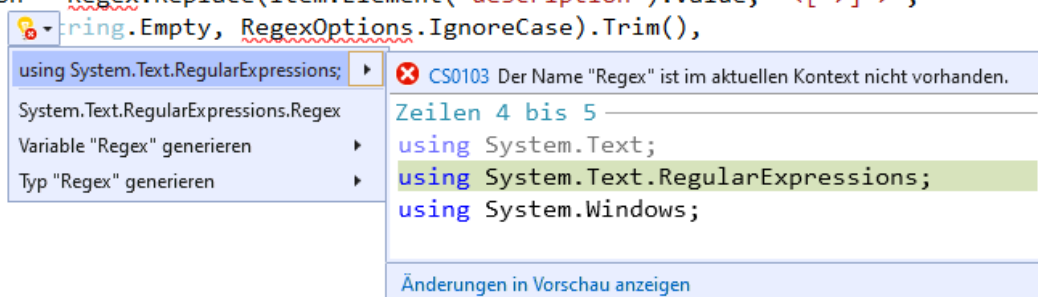 Regex.Replace(item.Element("description").Value,
tring.Empty, RegexOptions.IgnoreCase).Trim(),
using System.Text.RegularExpressions;
System.Text.RegularExpressions.Regex
Variable "Regex" generieren
Typ "Regex" generieren
CS0103 Der Name "Regex" ist im aktuellen Kontext nicht vorhanden.
Zeilen 4 bis 5
using System.Text;
using System.Text.RegularExpressions;
using System.Windows;
Änderungen in Vorschau anzeigen